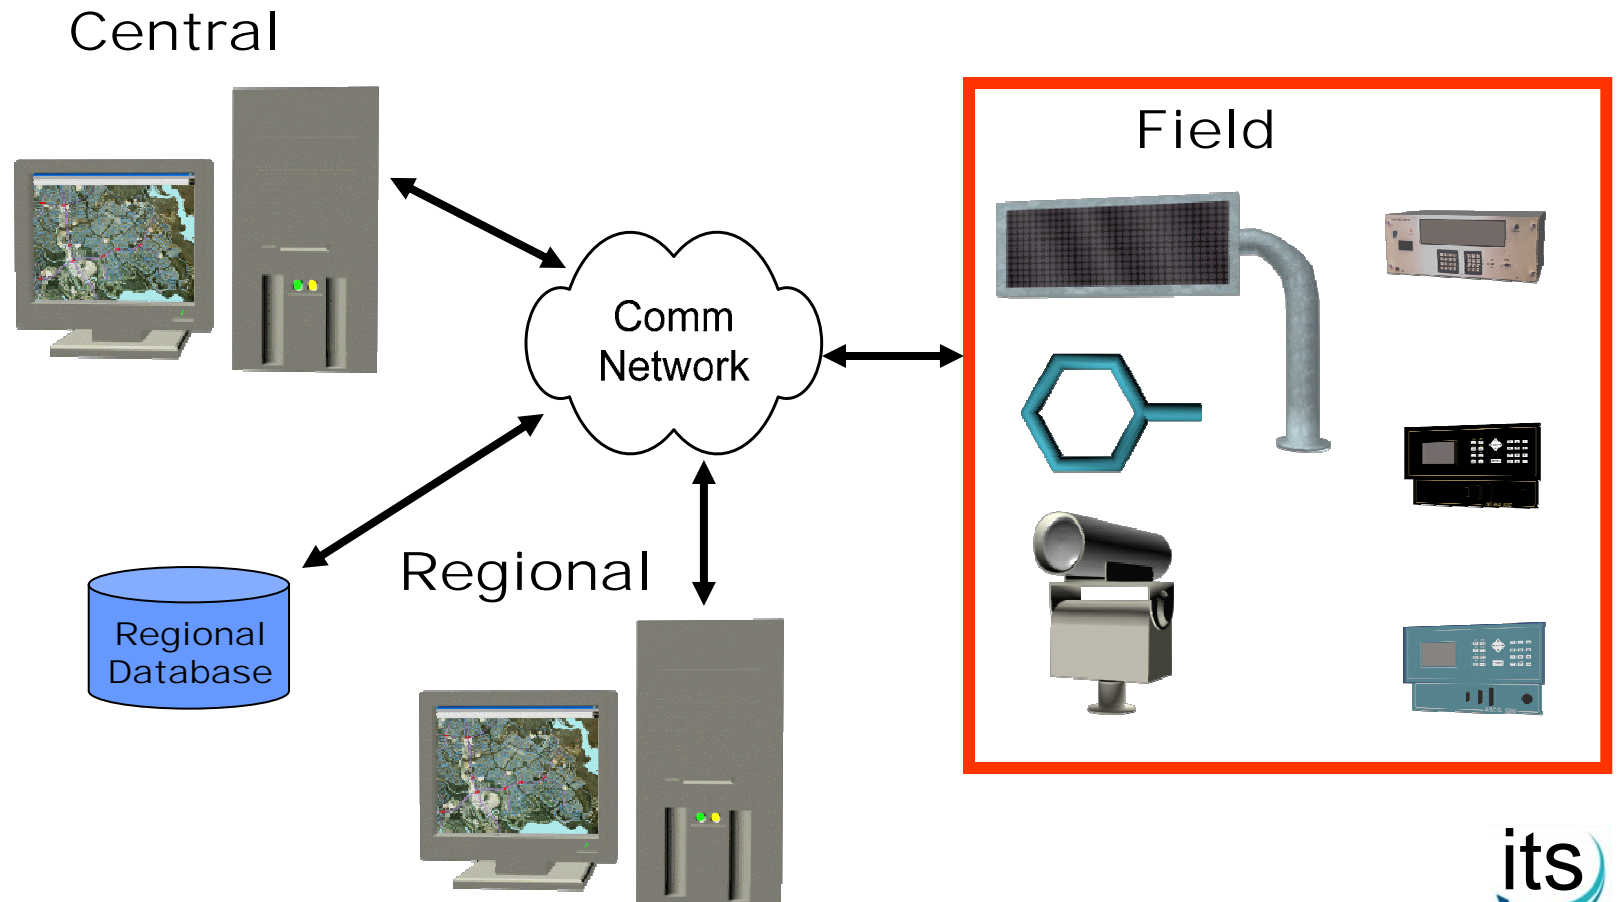 Central
Field
Comm
Network
Regional
Regional
Database
its